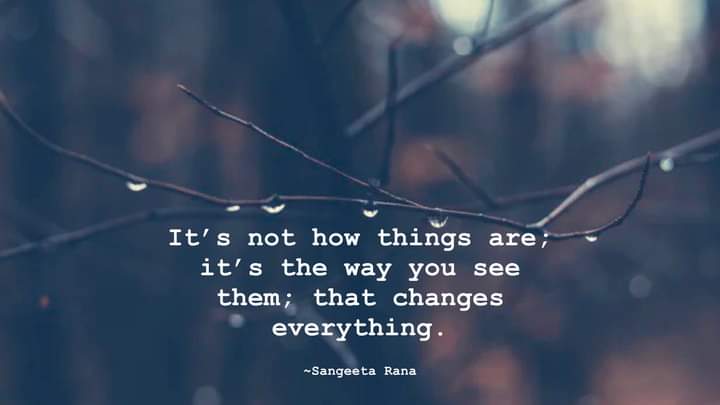 It’s not how things are;
it’s the way you see
them; that changes
everything.
~Sangeeta Rana